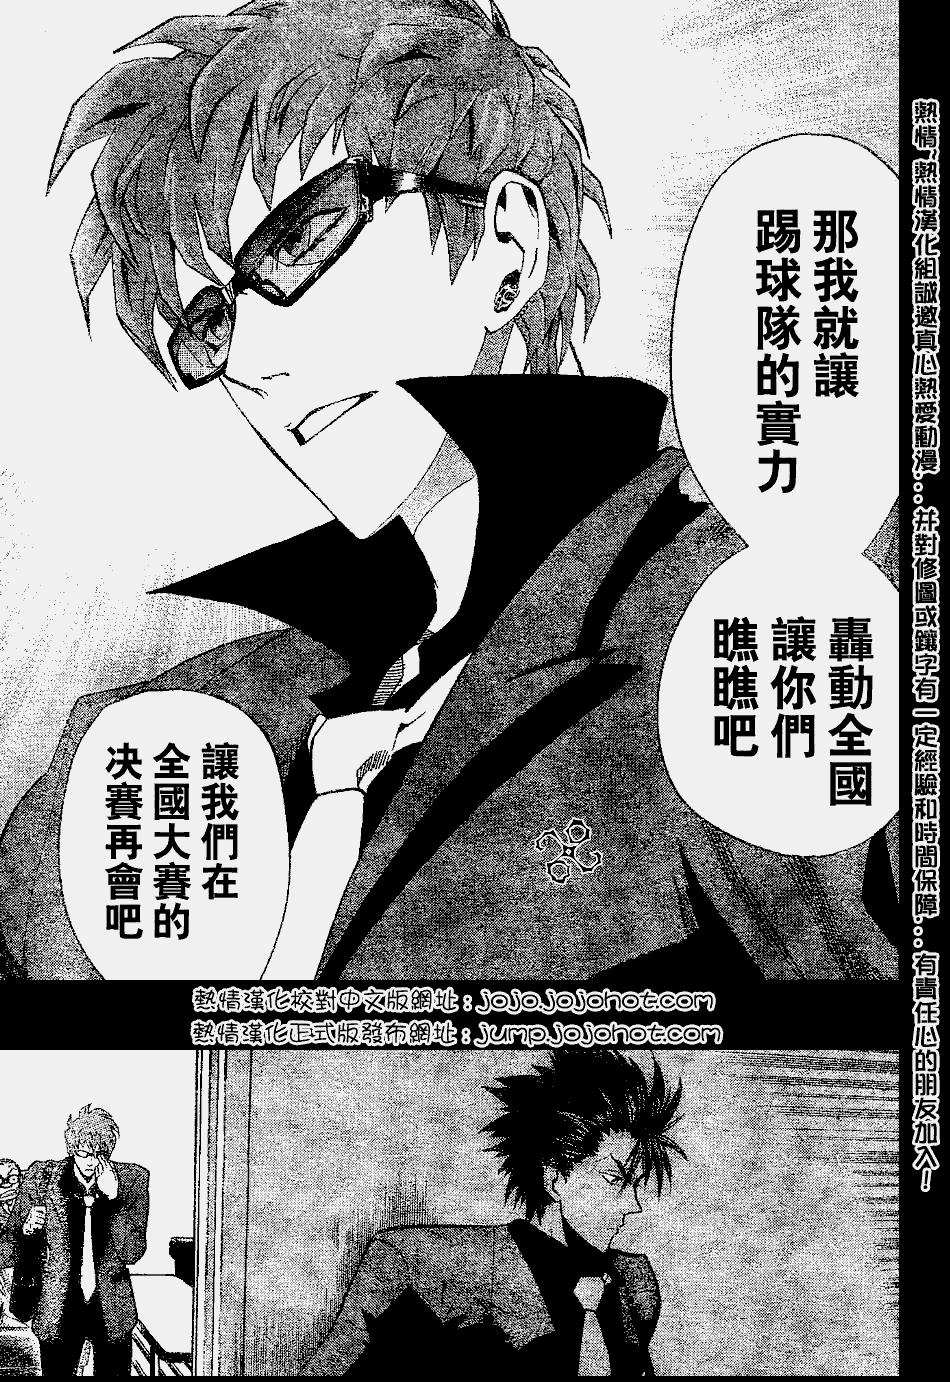 那我就讓
踢球隊的實力
轟動全國
讓你們
瞧瞧吧
讓我們在
全國大賽的
决賽再會吧
熱情漢化校對中文版網址：jojo.jojohot.com
熱情漢化正式版發布網址：jump.jojohot.com
熱情，熱情漢化組誠邀真心熱愛動漫...并對修圖或鑲字有一定經驗和時間保障...有責任心的朋友加入！